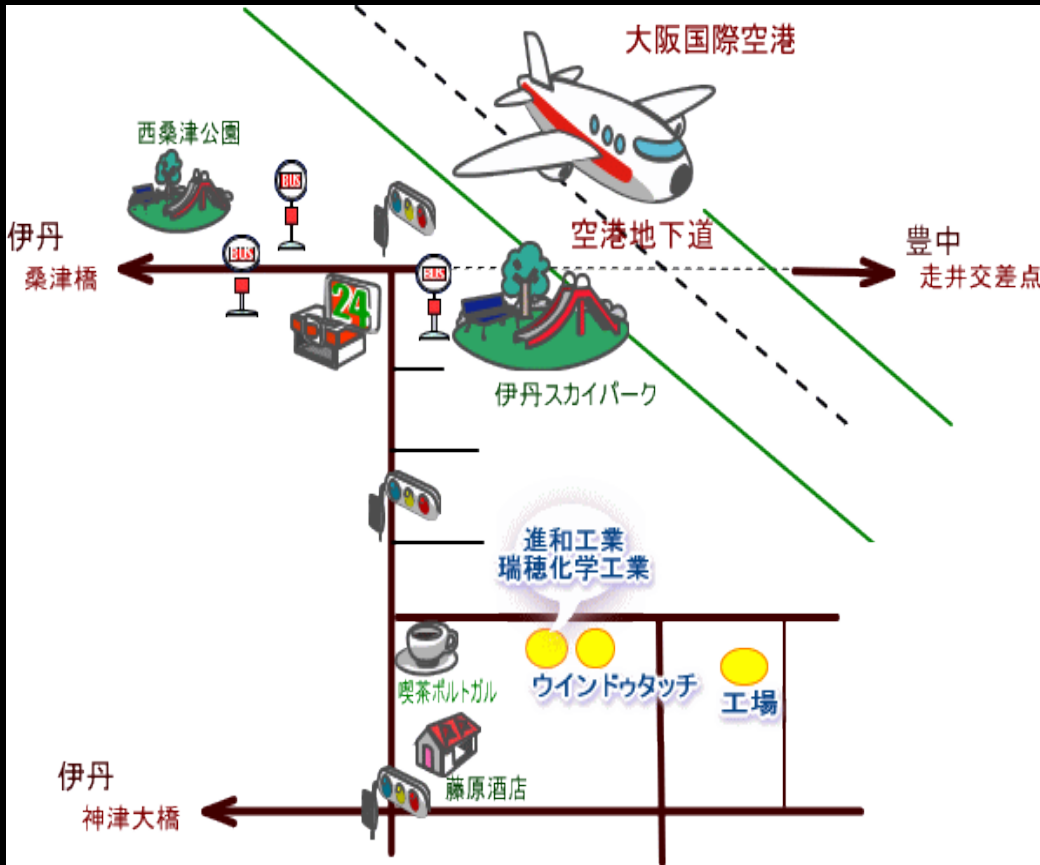 大阪国際空港
西桑津公園
BUS
伊丹
桑津橋
BUS
BUS
空港地下道
豊中
走井交差点
24
伊丹スカイパーク
進和工業
瑞穂化学工業
喫茶ポルトガル
ウインドゥタッチ
工場
藤原酒店
伊丹
神津大橋